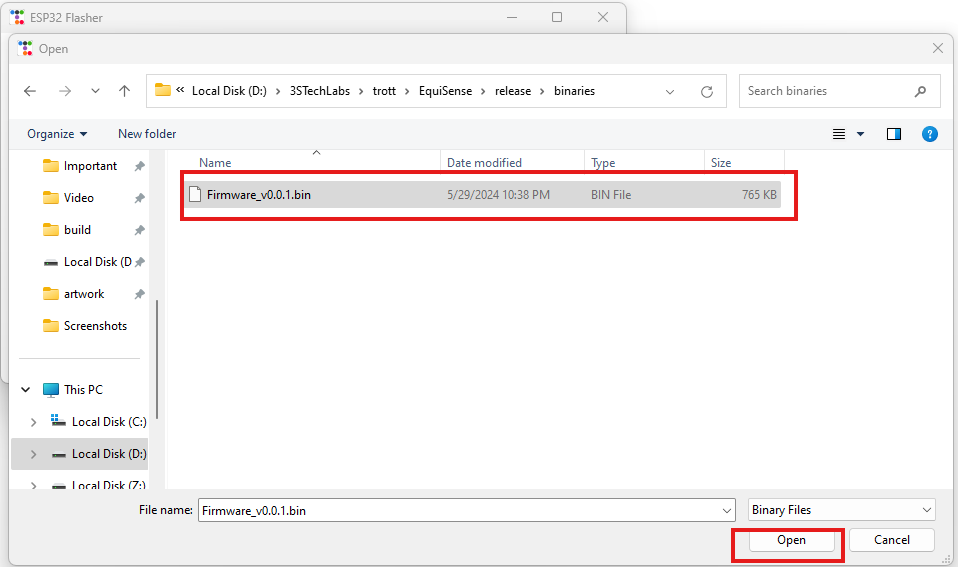 ESP32 Flasher
Open
« Local Disk (D:) > 3STechLabs > trott > EquiSense > release > binaries
Search binaries
Organize
New folder
Name
Date modified
Type
Size
Important
Video
build
Local Disk (D
artwork
Screenshots
This PC
Local Disk (C:)
Local Disk (D:)
Local Disk (Z:)
Firmware_v0.0.1.bin
5/29/2024 10:38 PM
BIN File
765 KB
File name:
Firmware_v0.0.1.bin
Binary Files
Open
Cancel